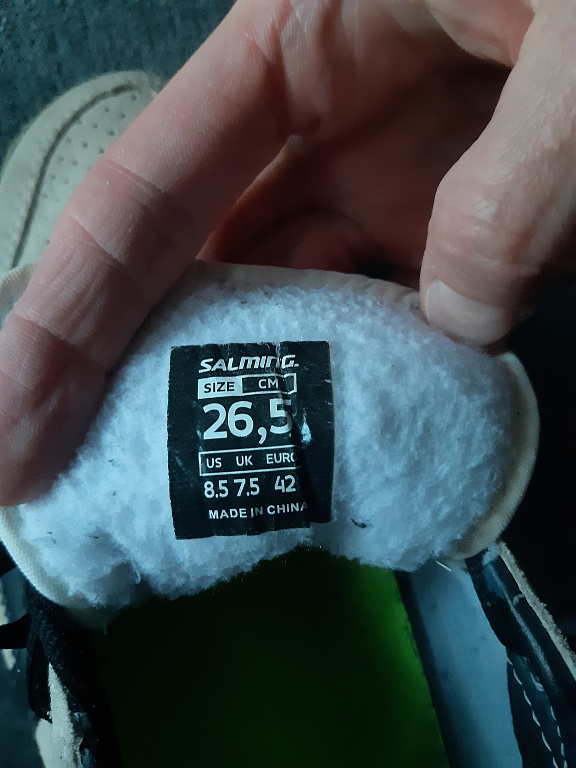 SALMING.
SIZE CM
26,5
US UK EURO
8.5 7.5 42
MADE IN CHINA